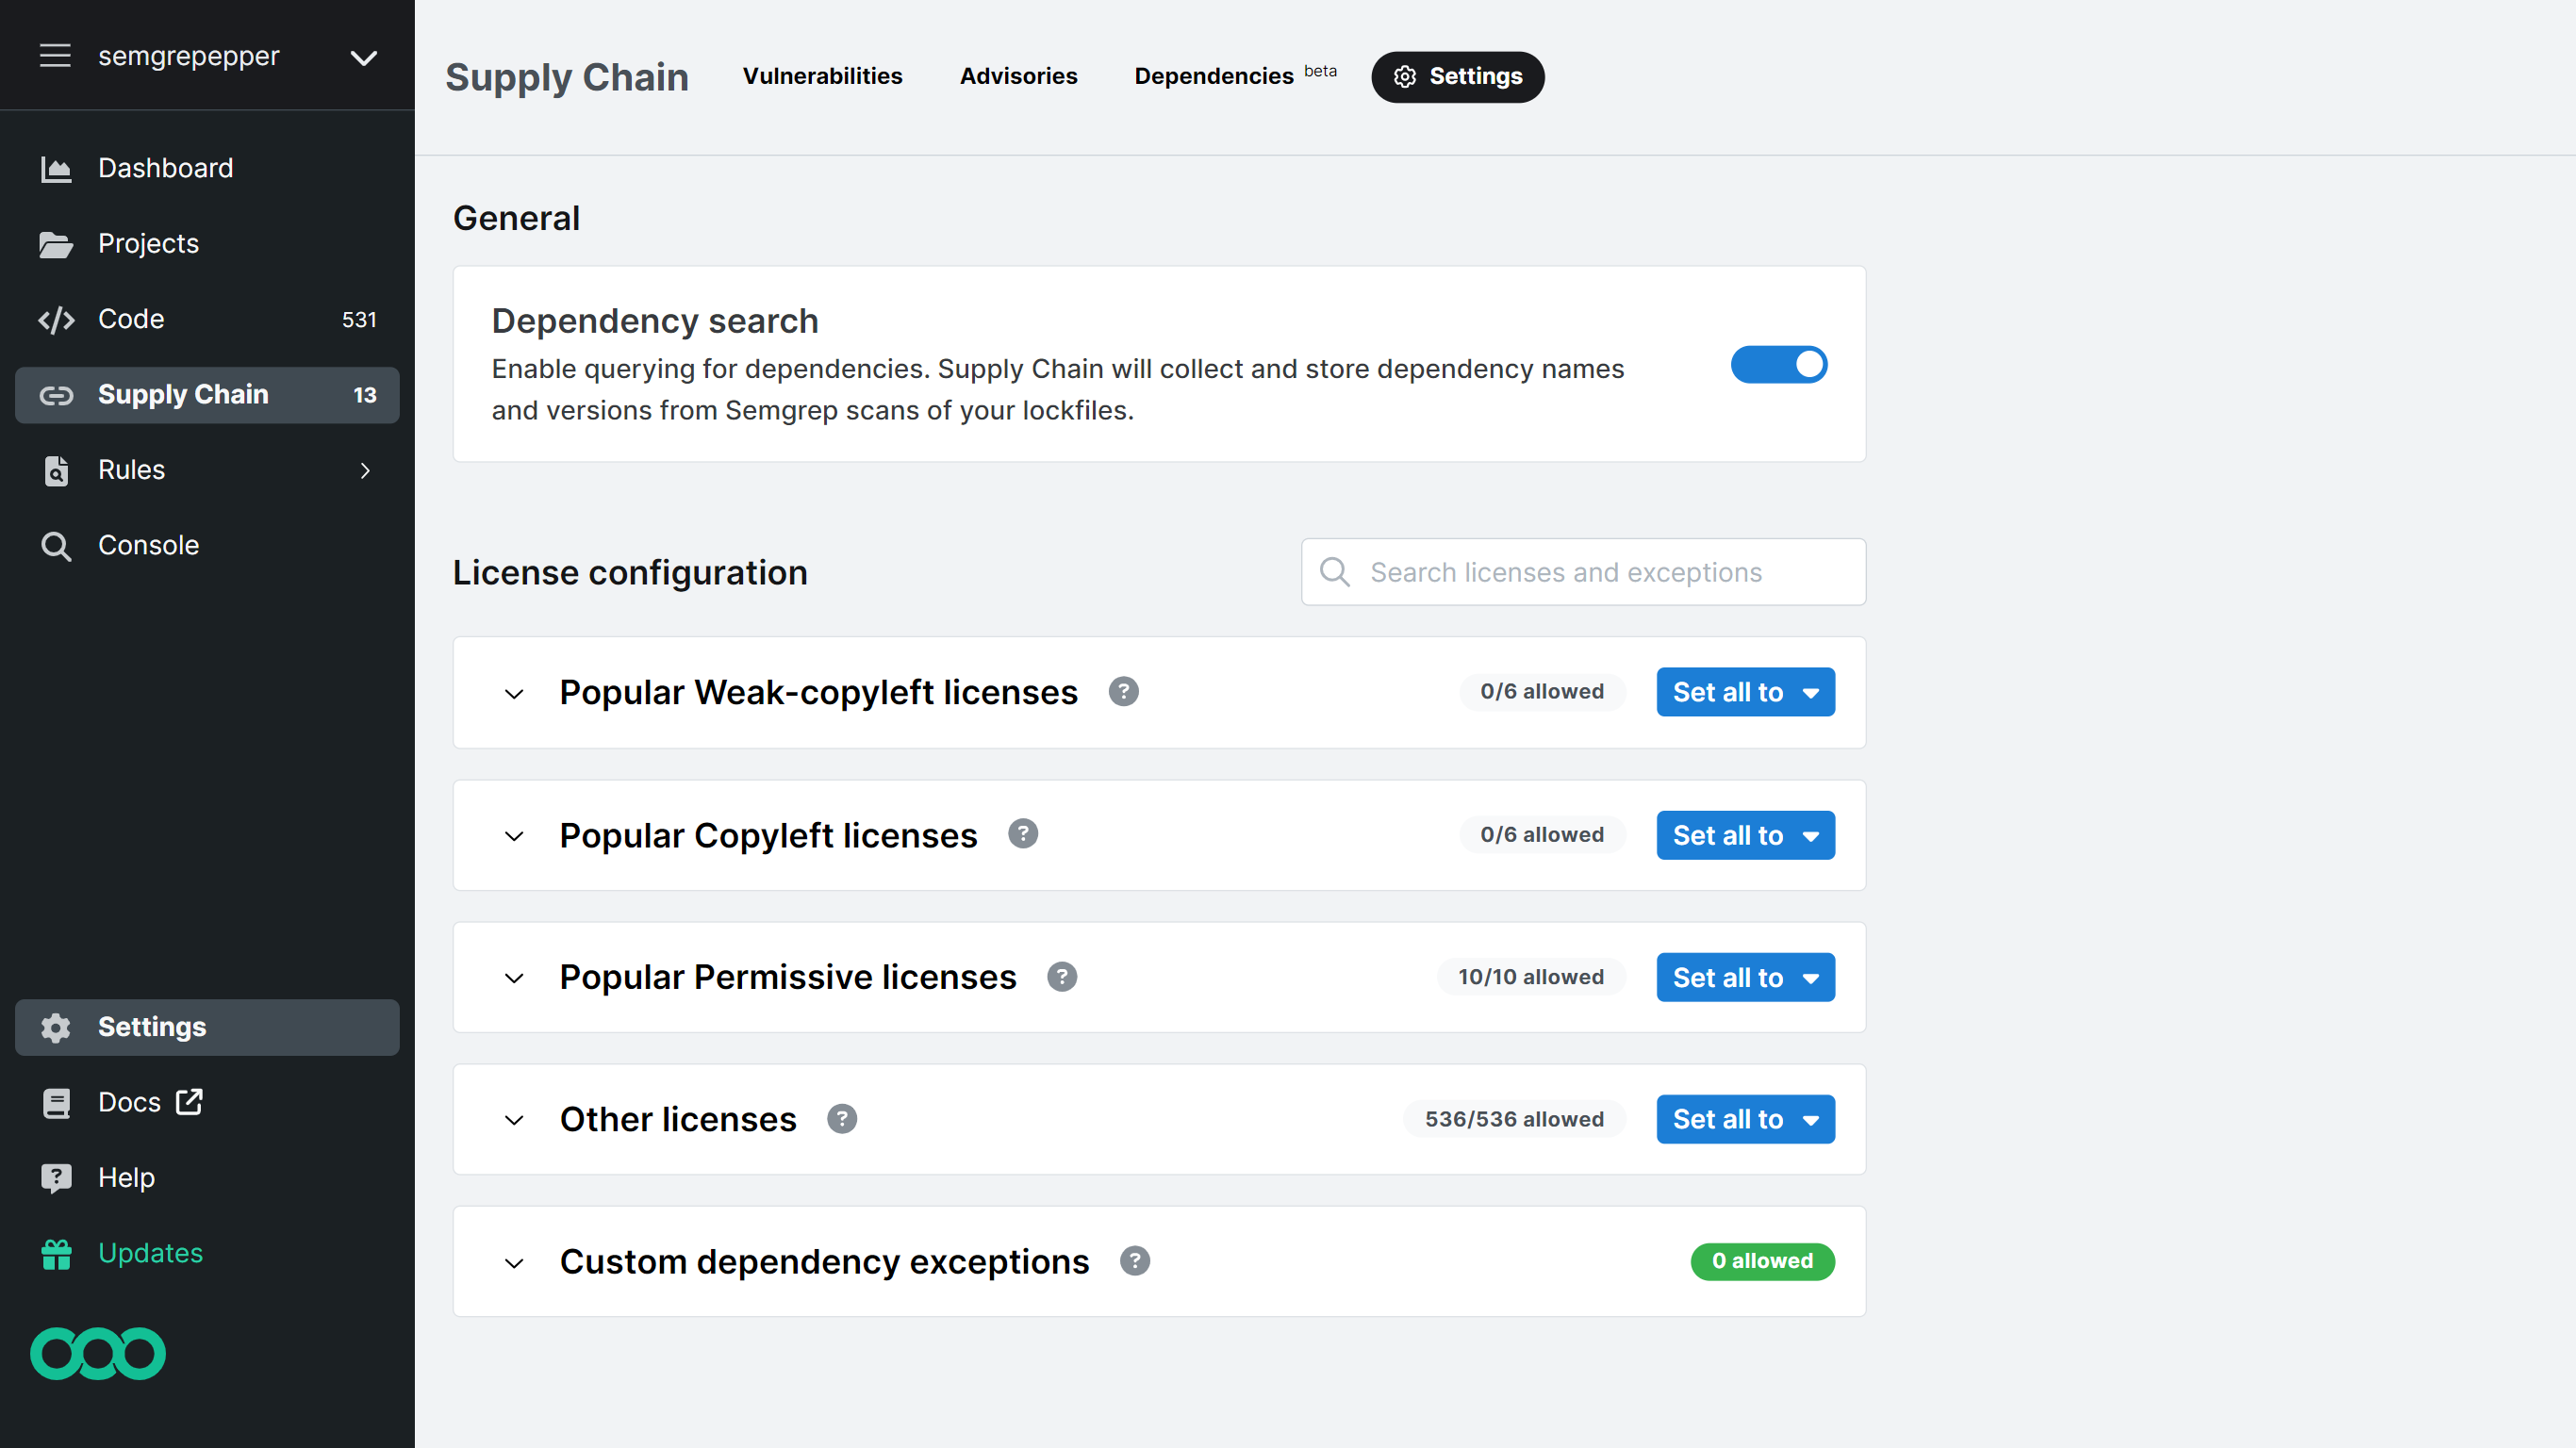 semgrepepper
Dashboard
Projects
Code 531
Supply Chain 13
Rules
Console
Settings
Docs
Help
Updates
Supply Chain Vulnerabilities Advisories Dependencies beta Settings
General
Dependency search
Enable querying for dependencies. Supply Chain will collect and store dependency names
and versions from Semgrep scans of your lockfiles.
License configuration Search licenses and exceptions
Popular Weak-copyleft licenses ? 0/6 allowed Set all to
Popular Copyleft licenses ? 0/6 allowed Set all to
Popular Permissive licenses ? 10/10 allowed Set all to
Other licenses ? 536/536 allowed Set all to
Custom dependency exceptions ? 0 allowed